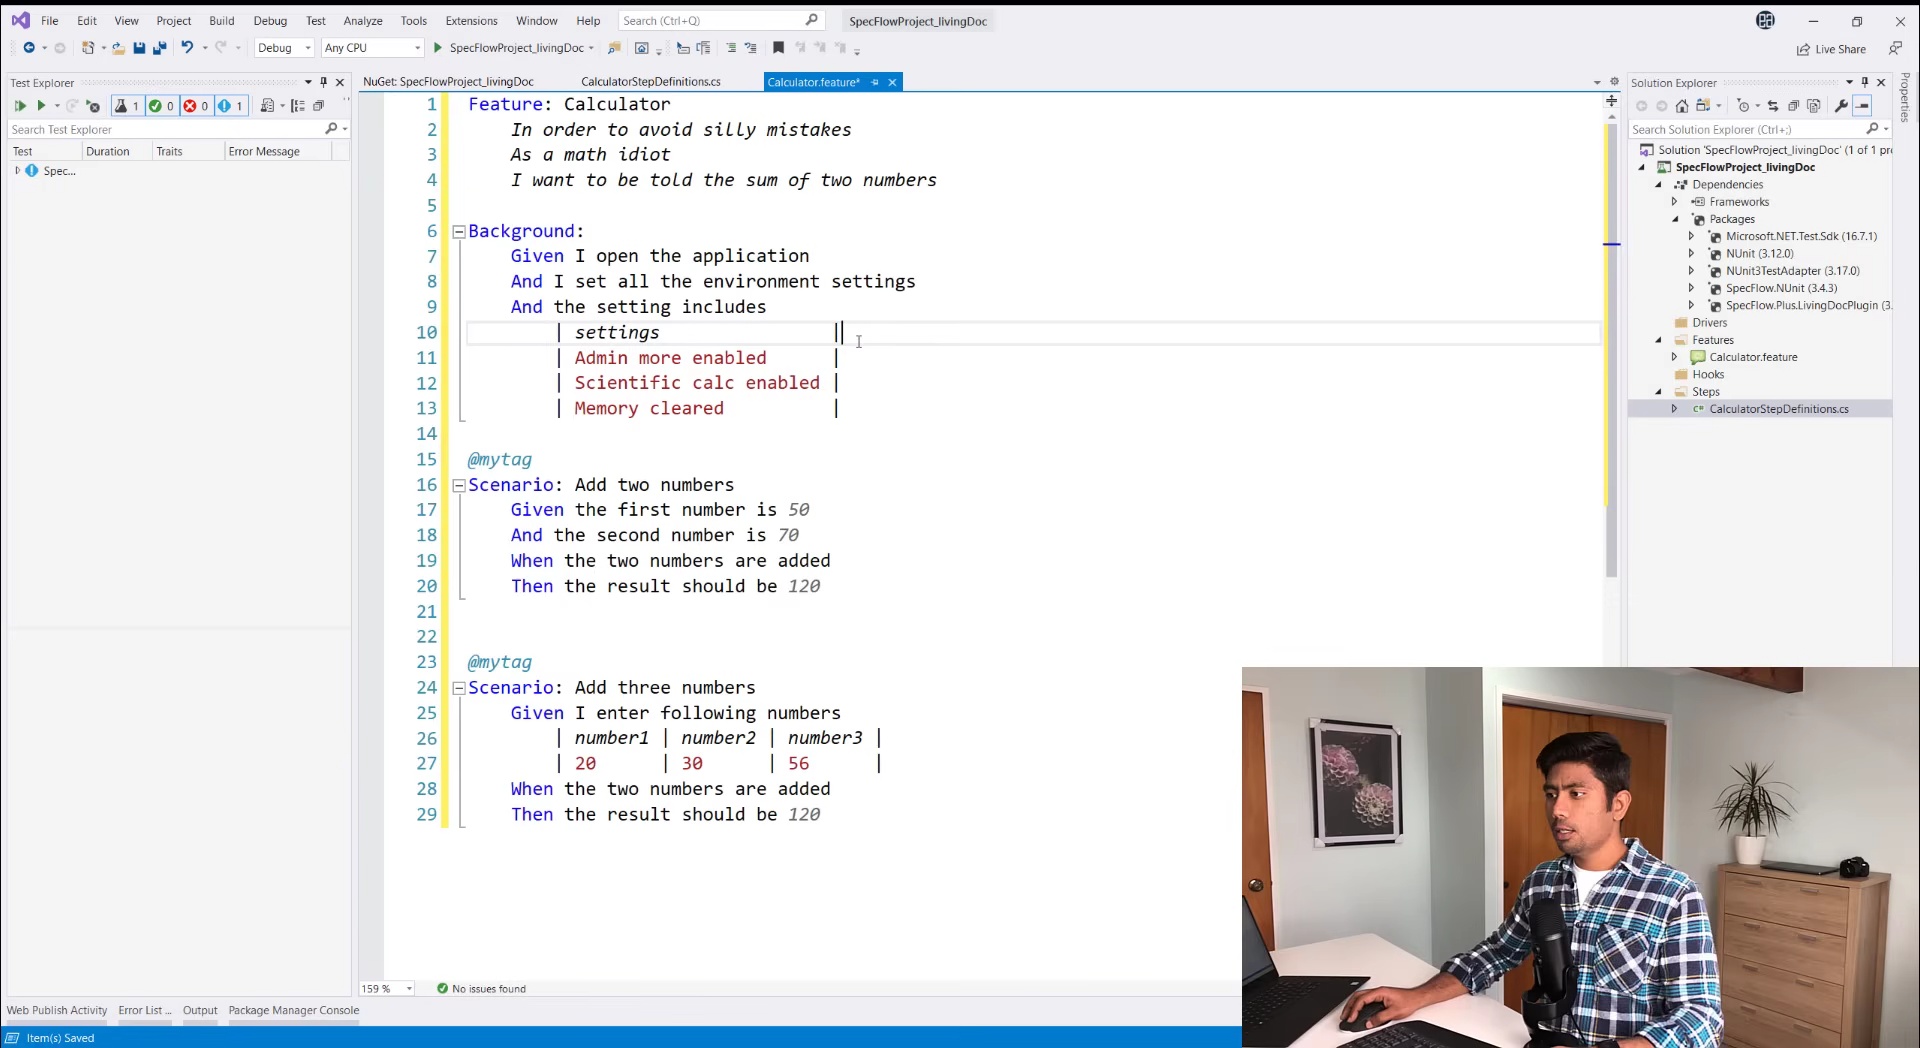 File Edit View Project Build Debug Test Analyze Tools Extensions Window Help Search (Ctrl+Q) SpecFlowProject_livingDoc
Debug Any CPU SpecFlowProject_livingDoc Live Share
Test Explorer
1 0 0 1
Search Test Explorer
Test Duration Traits Error Message
Spec...
NuGet: SpecFlowProject_livingDoc CalculatorStepDefinitions.cs Calculator.feature*
1 Feature: Calculator
2 In order to avoid silly mistakes
3 As a math idiot
4 I want to be told the sum of two numbers
5
6 Background:
7 Given I open the application
8 And I set all the environment settings
9 And the setting includes
10 | settings |
11 | Admin more enabled |
12 | Scientific calc enabled |
13 | Memory cleared |
14
15 @mytag
16 Scenario: Add two numbers
17 Given the first number is 50
18 And the second number is 70
19 When the two numbers are added
20 Then the result should be 120
21
22
23 @mytag
24 Scenario: Add three numbers
25 Given I enter following numbers
26 | number1 | number2 | number3 |
27 | 20 | 30 | 56 |
28 When the two numbers are added
29 Then the result should be 120
159 % No issues found
Solution Explorer
Search Solution Explorer (Ctrl+;)
Solution 'SpecFlowProject_livingDoc' (1 of 1 pr
SpecFlowProject_livingDoc
Dependencies
Frameworks
Packages
Microsoft.NET.Test.Sdk (16.7.1)
NUnit (3.12.0)
NUnit3TestAdapter (3.17.0)
SpecFlow.NUnit (3.4.3)
SpecFlow.Plus.LivingDocPlugin (3.
Drivers
Features
Calculator.feature
Hooks
Steps
CalculatorStepDefinitions.cs
Properties
Web Publish Activity Error List ... Output Package Manager Console
Item(s) Saved